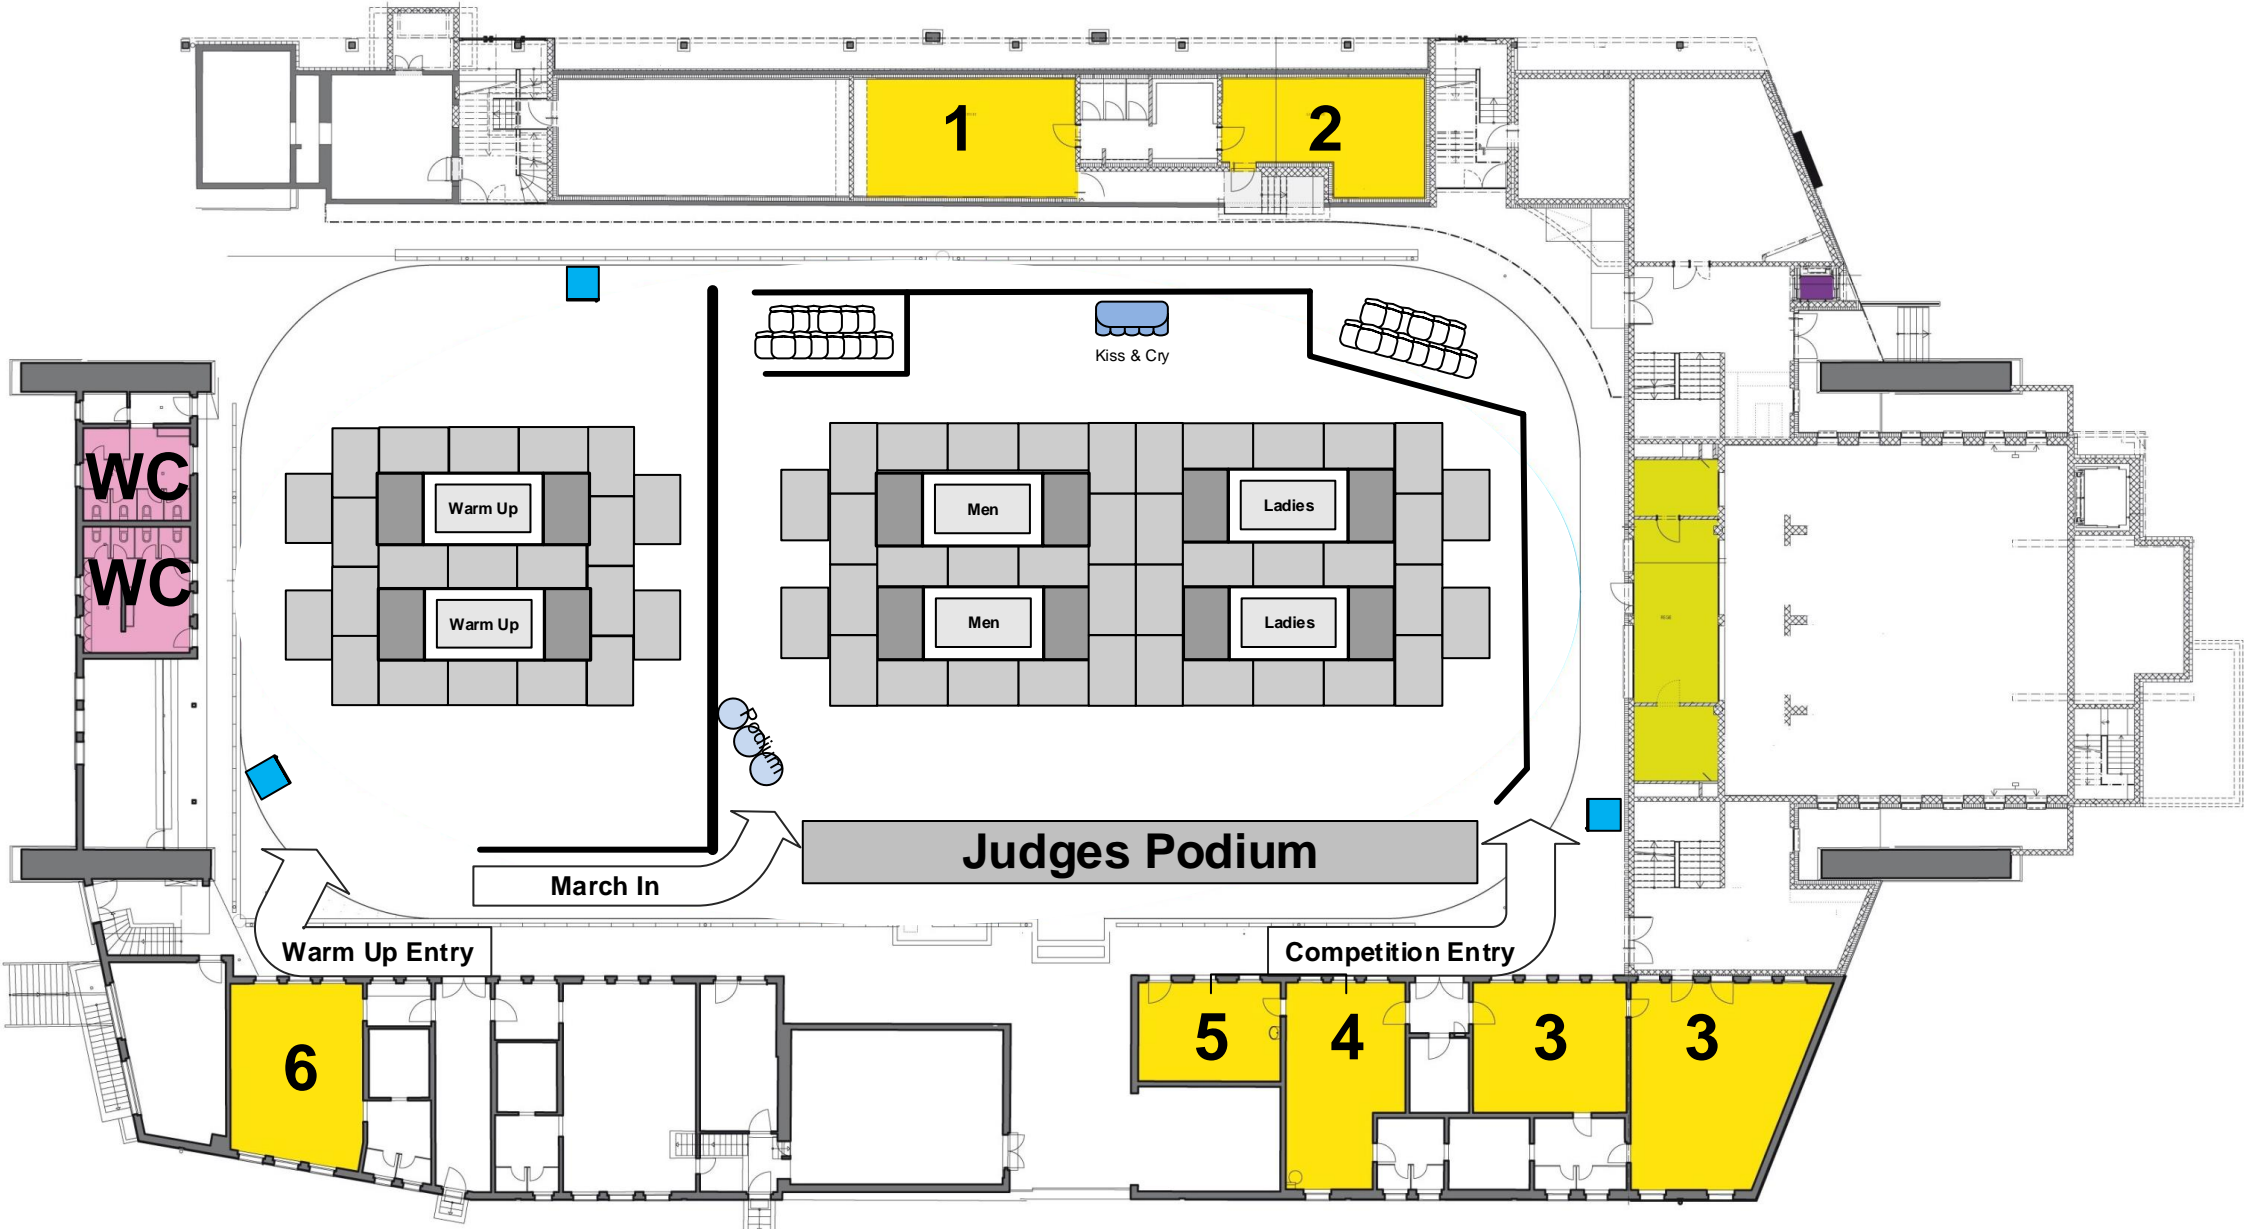 1
2
Kiss & Cry
WC
WC
Warm Up
Men
Ladies
Warm Up
Men
Ladies
Podium
Judges Podium
March In
Warm Up Entry
Competition Entry
5
4
3
3
6